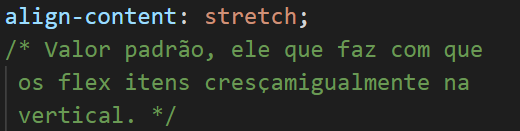 align-content: stretch;
/* Valor padrão, ele que faz com que
os flex itens cresçamigualmente na
vertical. */